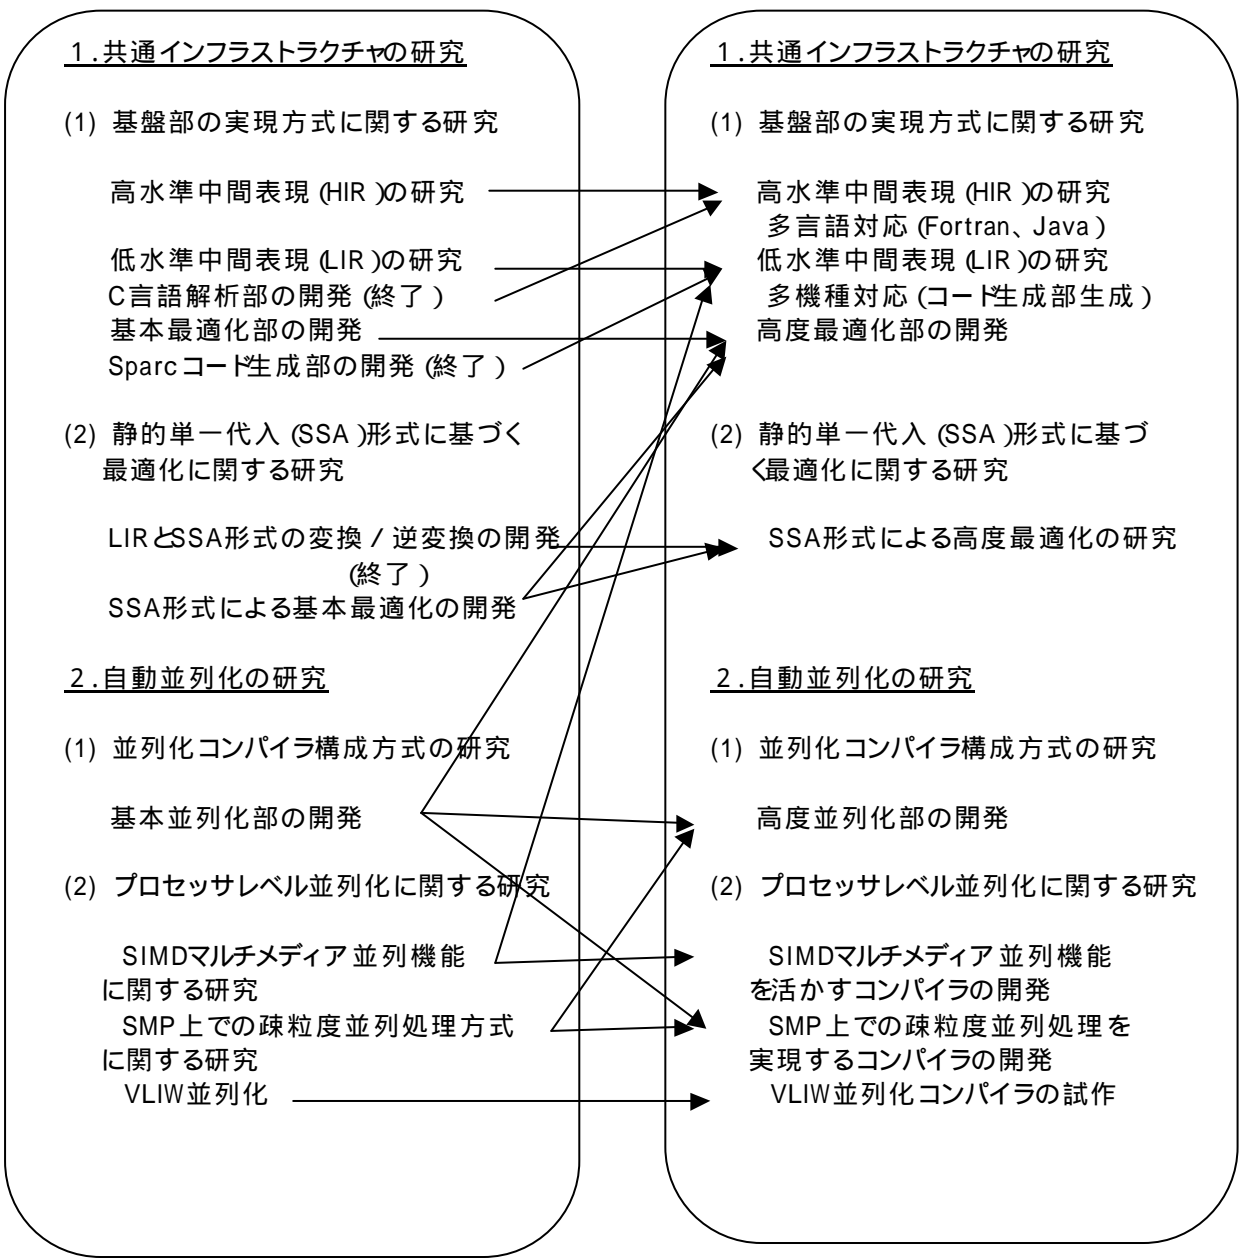 1.共通インフラストラクチャの研究
(1) 基盤部の実現方式に関する研究
高水準中間表現(HIR)の研究
低水準中間表現(LIR)の研究
C言語解析部の開発(終了)
基本最適化部の開発
Sparcコード生成部の開発(終了)
(2) 静的単一代入(SSA)形式に基づく
最適化に関する研究
LIRとSSA形式の変換/逆変換の開発
(終了)
SSA形式による基本最適化の開発
2.自動並列化の研究
(1) 並列化コンパイラ構成方式の研究
基本並列化部の開発
(2) プロセッサレベル並列化に関する研究
SIMDマルチメディア並列機能
に関する研究
SMP上での疎粒度並列処理方式
に関する研究
VLIW並列化
1.共通インフラストラクチャの研究
(1) 基盤部の実現方式に関する研究
高水準中間表現(HIR)の研究
多言語対応(Fortran、Java)
低水準中間表現(LIR)の研究
多機種対応(コード生成部生成)
高度最適化部の開発
(2) 静的単一代入(SSA)形式に基づ
く最適化に関する研究
SSA形式による高度最適化の研究
2.自動並列化の研究
(1) 並列化コンパイラ構成方式の研究
高度並列化部の開発
(2) プロセッサレベル並列化に関する研究
SIMDマルチメディア並列機能
を活かすコンパイラの開発
SMP上での疎粒度並列処理を
実現するコンパイラの開発
VLIW並列化コンパイラの試作